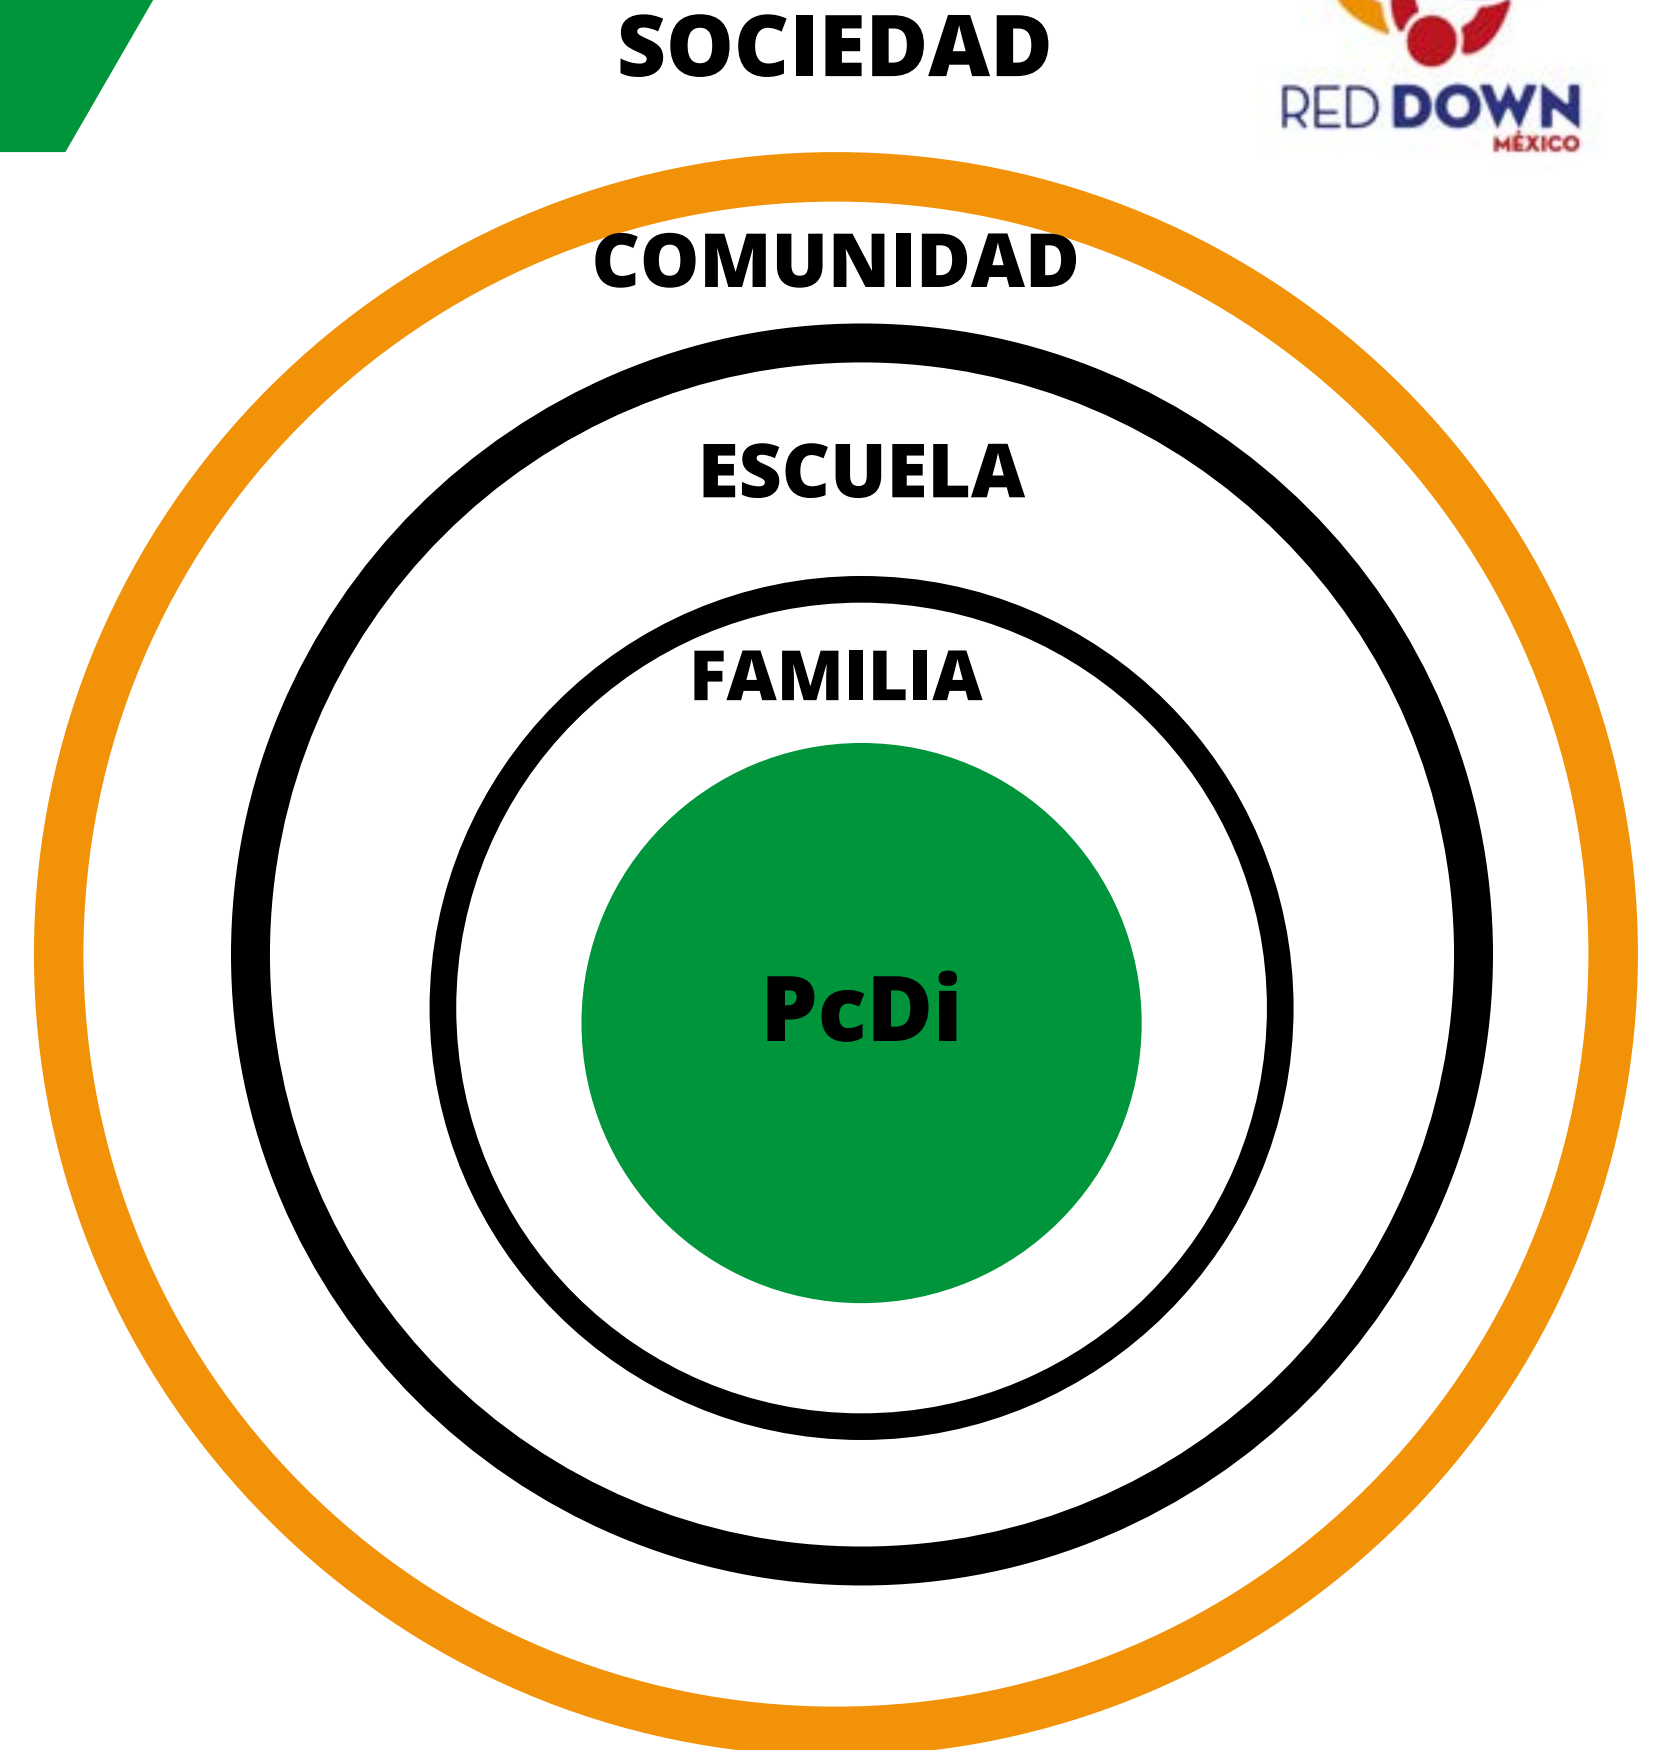 SOCIEDAD
RED DOWN
MÉXICO
COMUNIDAD
ESCUELA
FAMILIA
PcDi